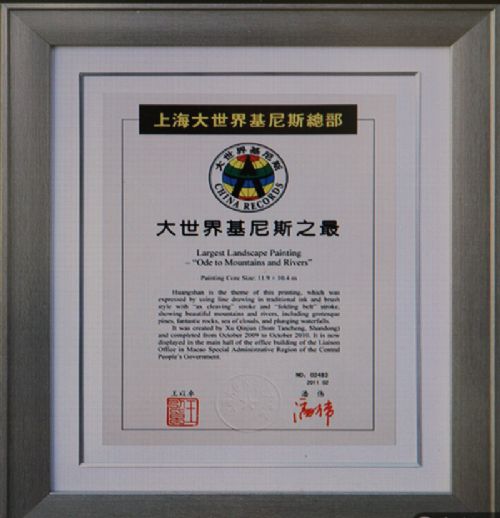 上海大世界基尼斯總部
大世界基尼斯
CHINA RECORDS
大世界基尼斯之最
Largest Landscape Painting
– "Ode to Mountains and Rivers"
Painting Core Size: 11.9 × 10.4 m
Huangshan is the theme of this printing, which was
expressed by using line drawing in traditional ink and brush
style with "ax cleaving" stroke and "folding belt" stroke,
showing beautiful mountains and rivers, including grotesque
pines, fantastic rocks, sea of clouds, and plunging waterfalls.
It was created by Xu Qinjun (from Tancheng, Shandong)
and completed from October 2009 to October 2010. It is now
displayed in the main hall of the office building of the Liaison
Office in Macao Special Administrative Region of the Central
People's Government.
NO. 02483
2011 02